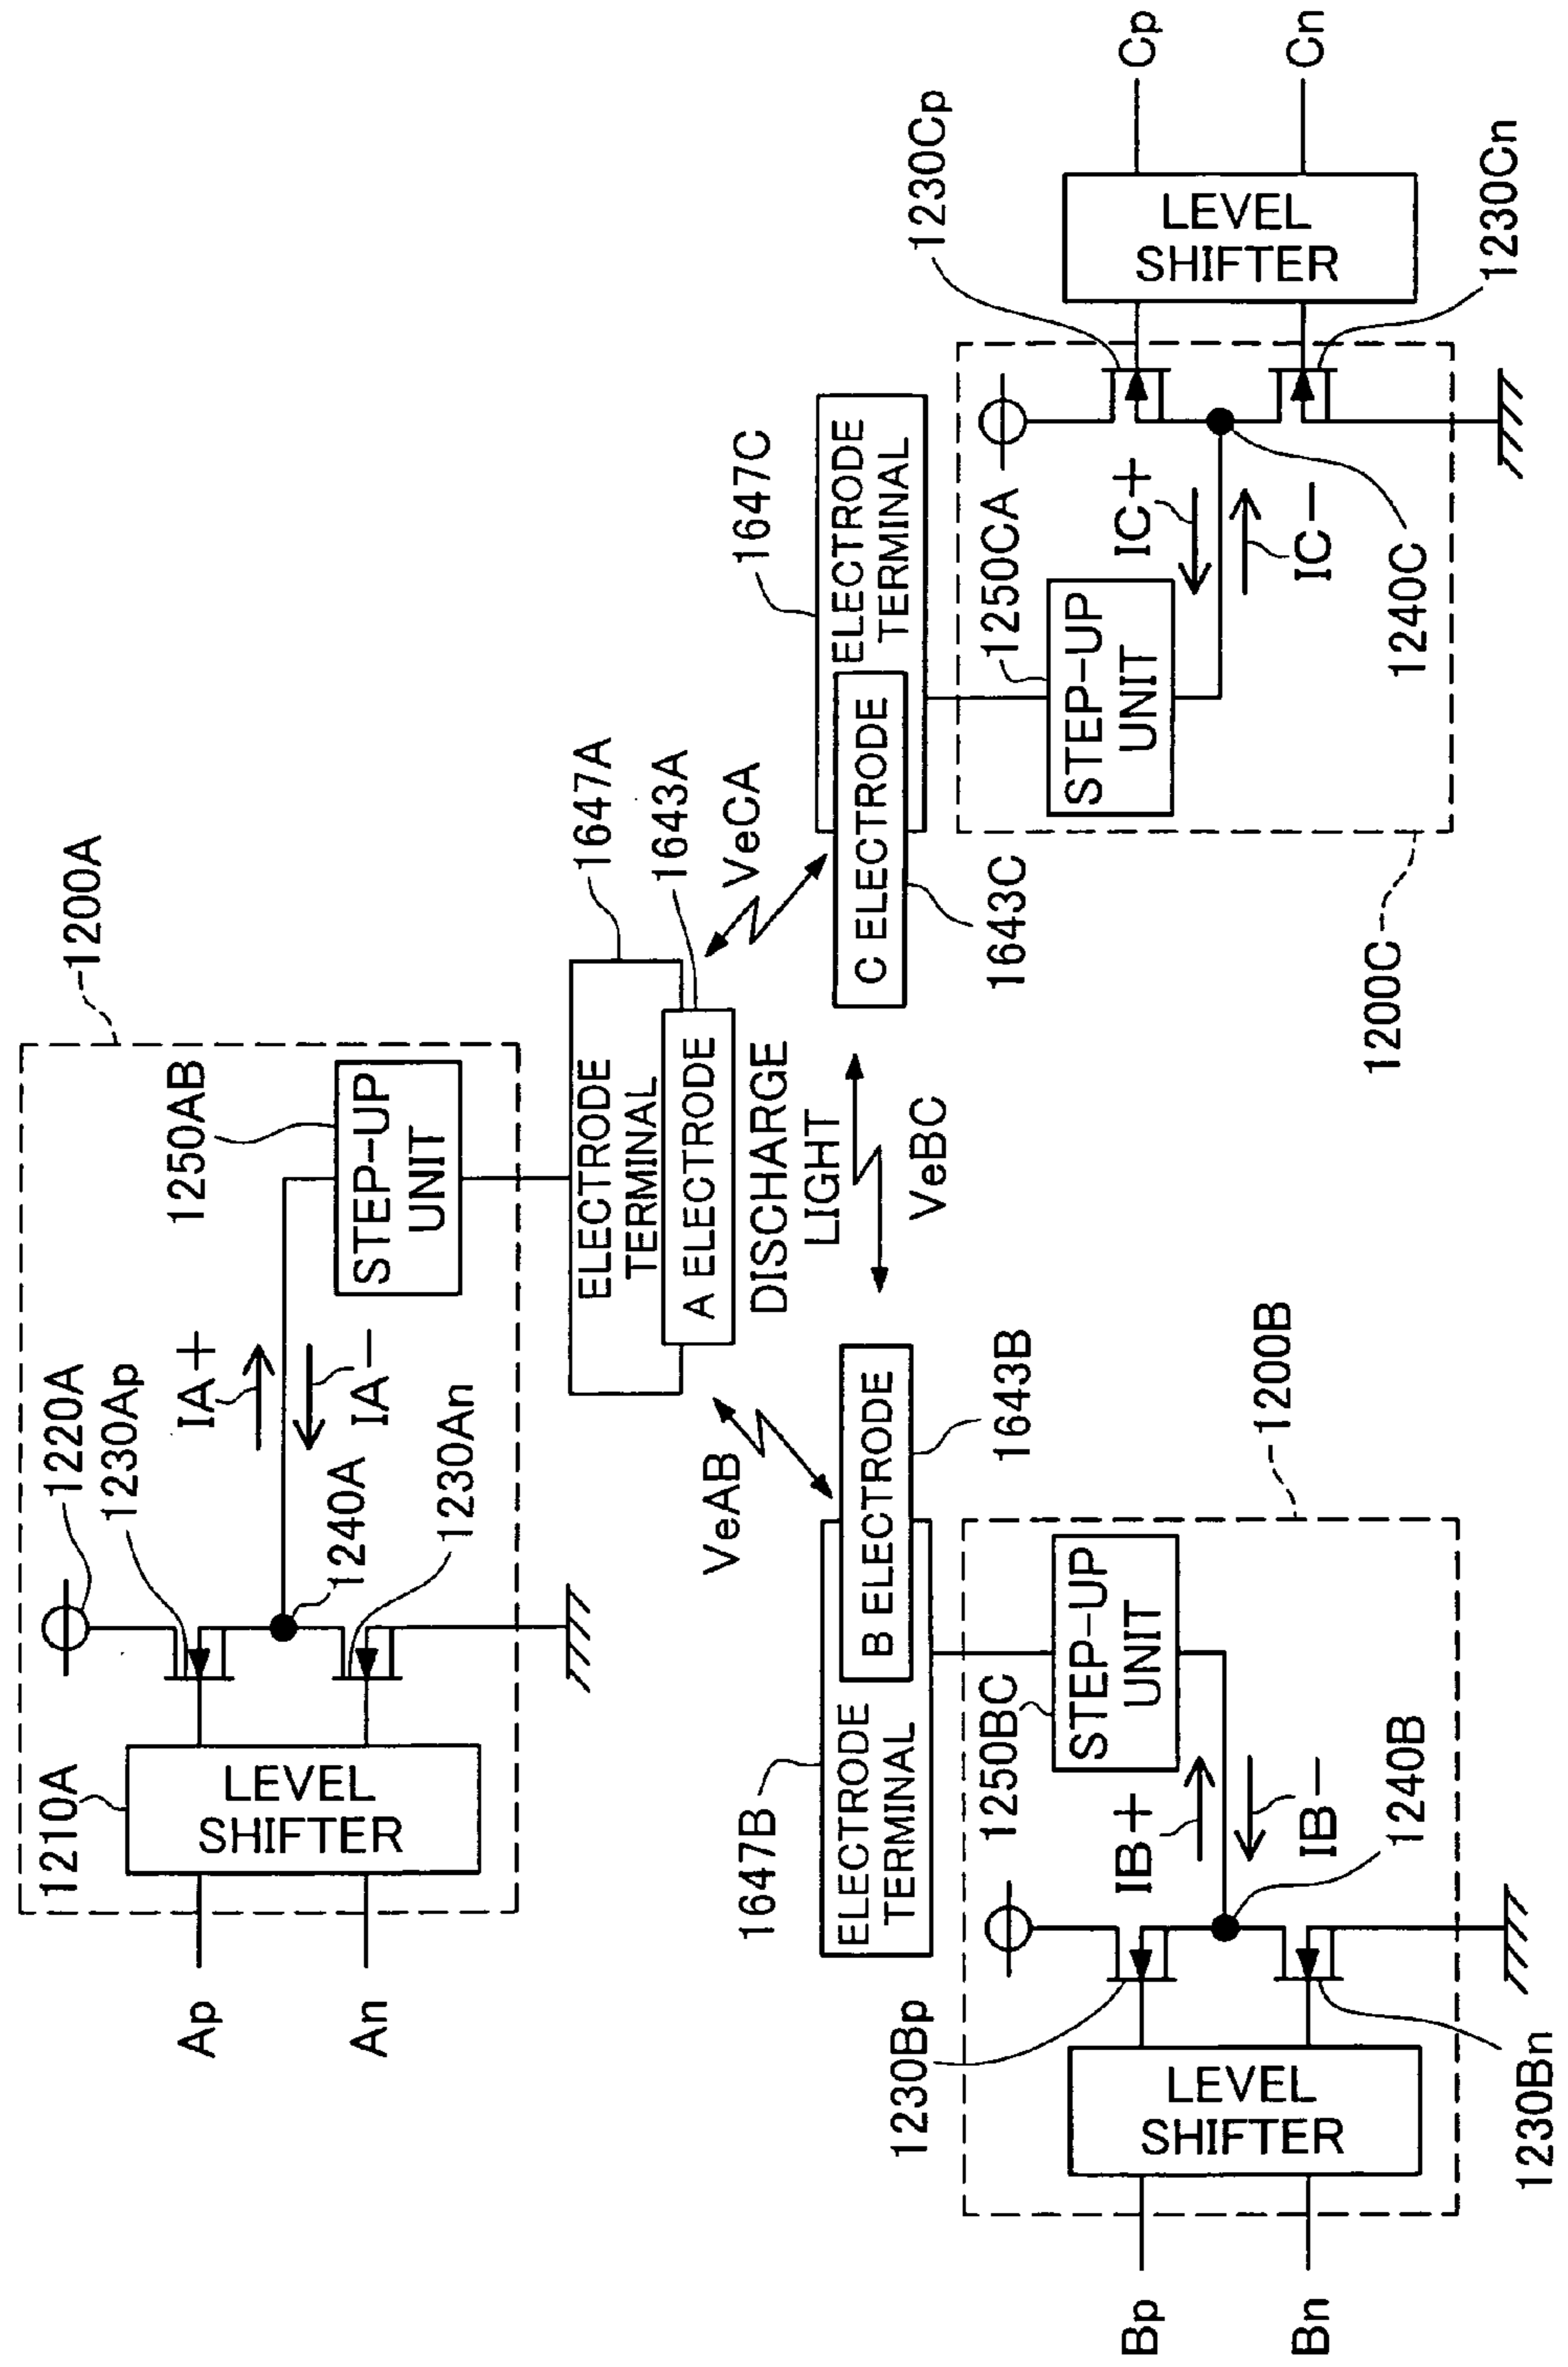 1200A
1220A
1230Ap
IA+
1250AB
1210A
LEVEL
SHIFTER
STEP-UP
UNIT
Ap
An
IA-
1240A
1230An
ELECTRODE
TERMINAL
A ELECTRODE
1647A
1643A
DISCHARGE
LIGHT
VeAB
VeCA
VeBC
1647B
ELECTRODE
TERMINAL
B ELECTRODE
1643B
1647C
ELECTRODE
TERMINAL
C ELECTRODE
1643C
1250BC
STEP-UP
UNIT
1200B
1230Bp
IB+
IB-
1240B
LEVEL
SHIFTER
Bp
Bn
1230Bn
1250CA
STEP-UP
UNIT
IC+
IC-
1230Cp
LEVEL
SHIFTER
Cp
Cn
1200C
1240C
1230Cn